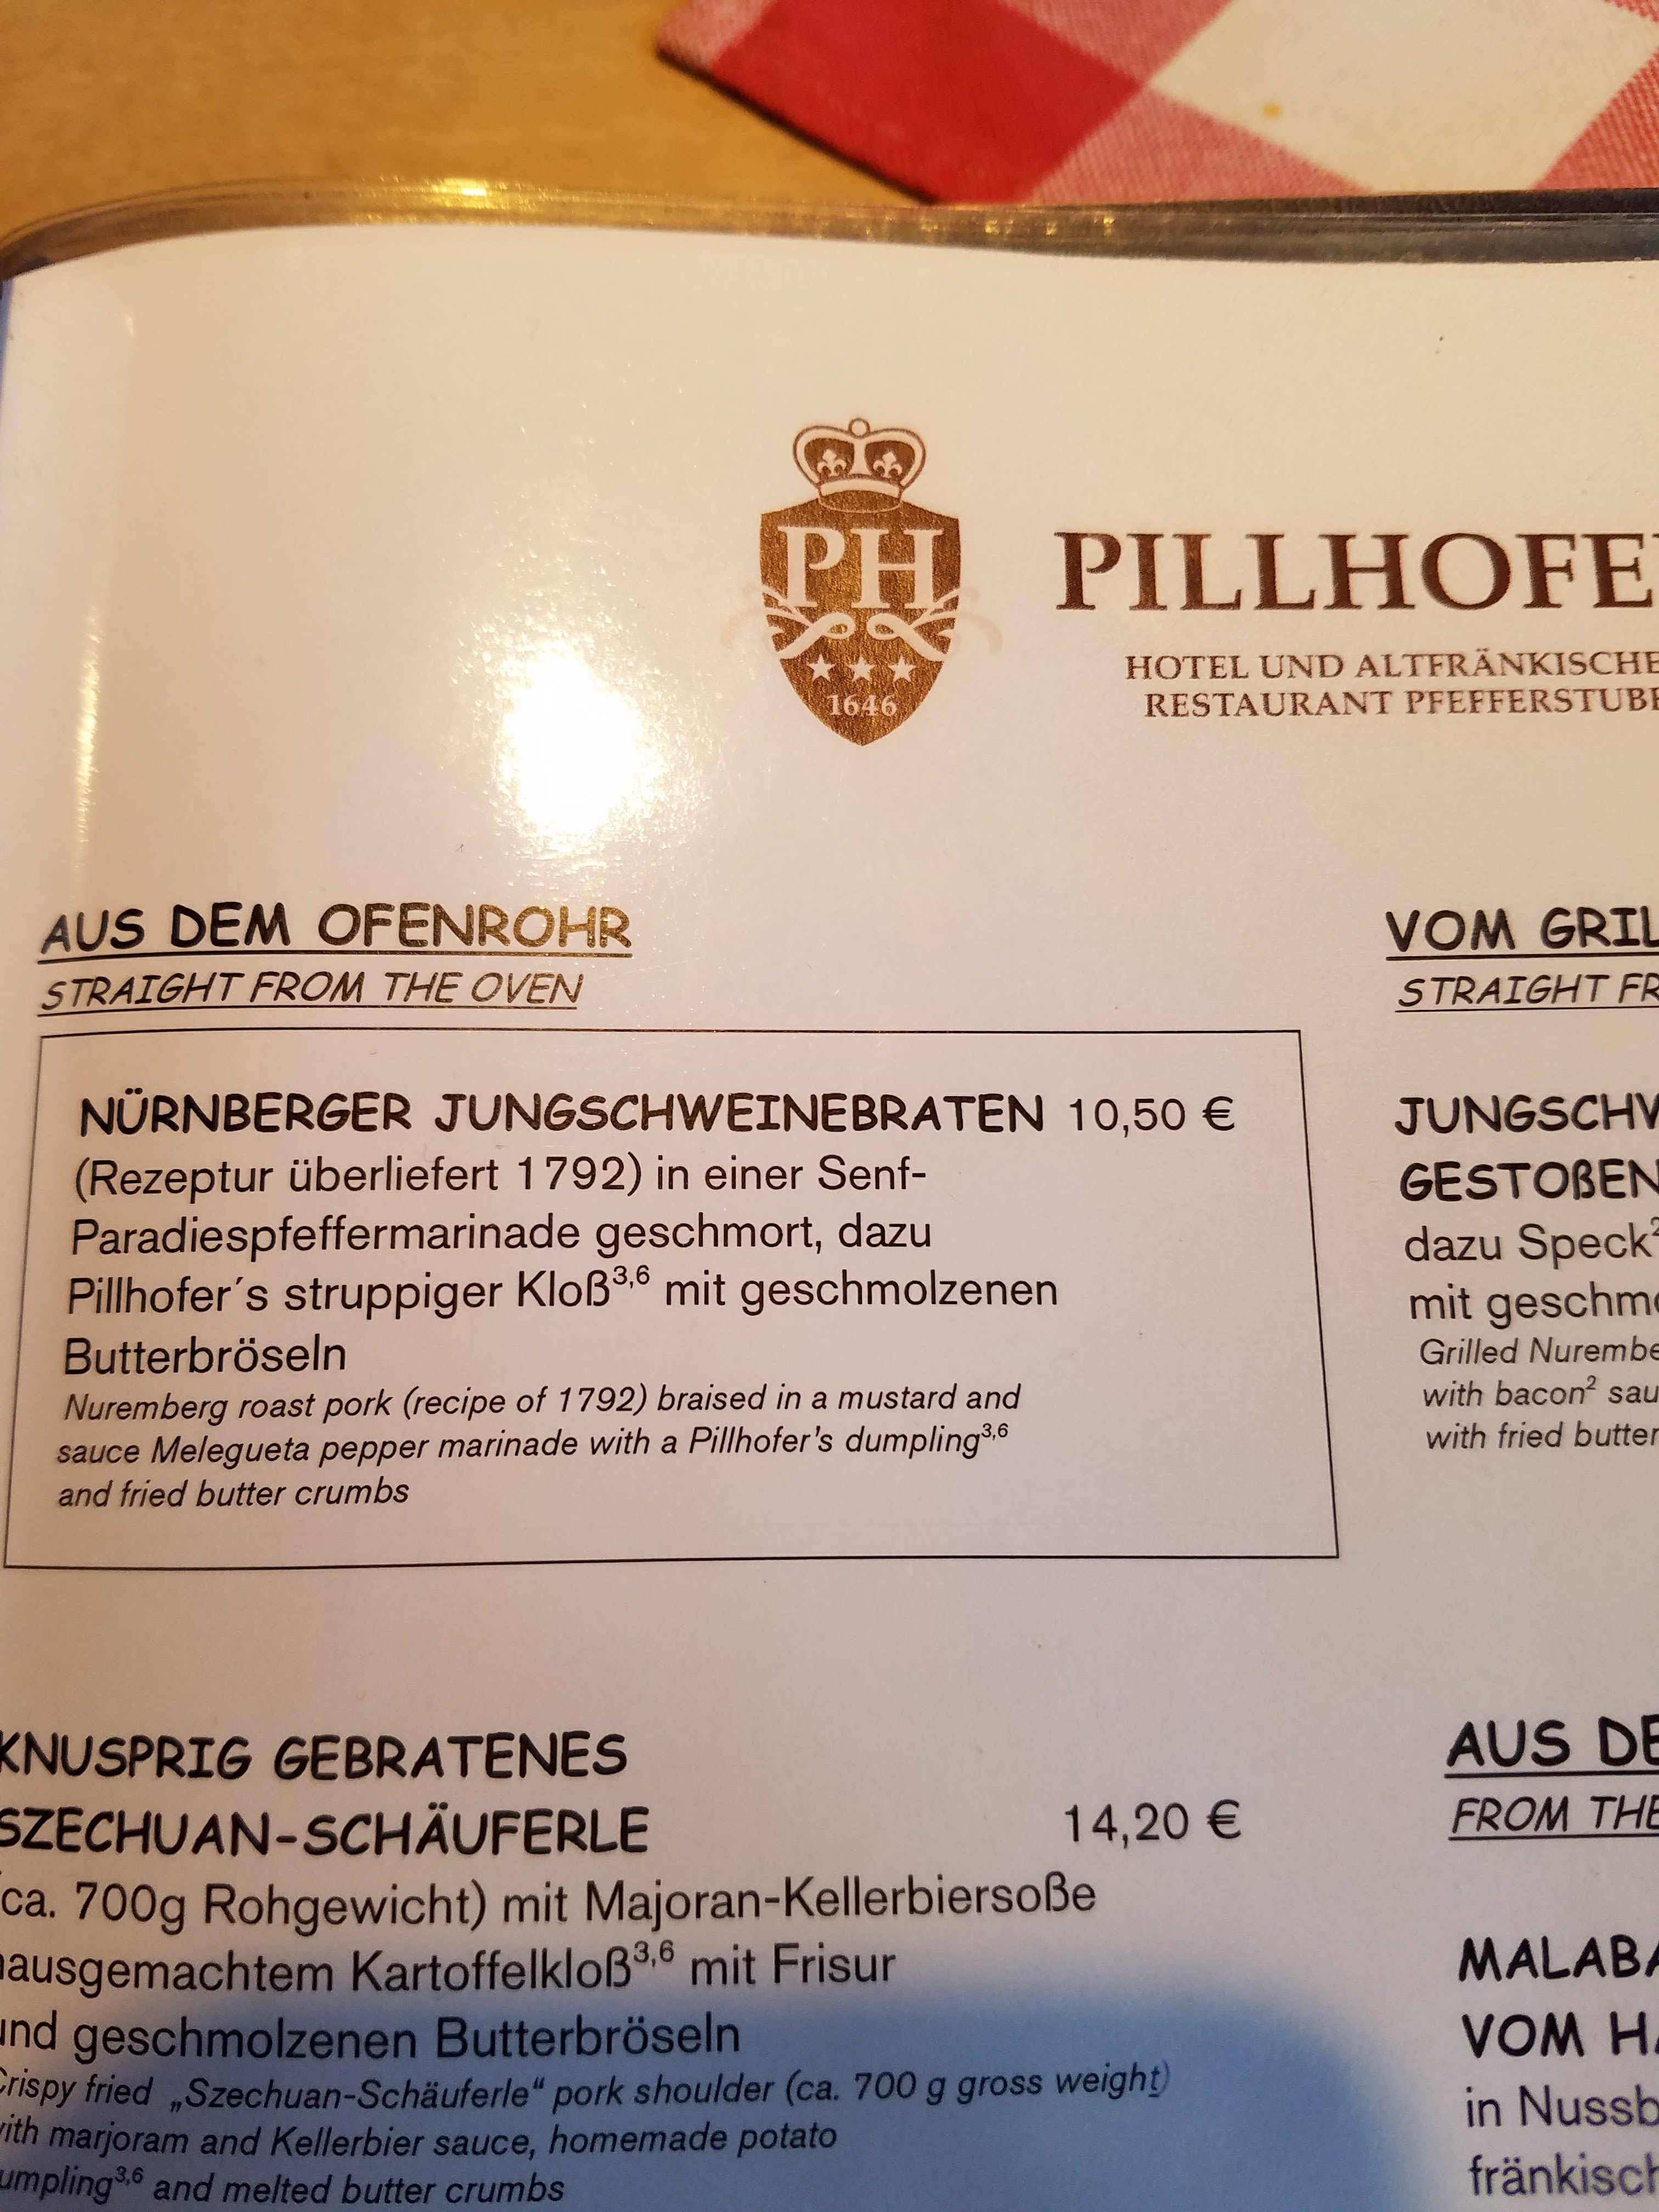 PH
1646
PILLHOFE
HOTEL UND ALTFRÄNKISCHE
RESTAURANT PFEFFERSTUBE
AUS DEM OFENROHR
STRAIGHT FROM THE OVEN
NÜRNBERGER JUNGSCHWEINEBRATEN 10,50 €
(Rezeptur überliefert 1792) in einer Senf-
Paradiespfeffermarinade geschmort, dazu
Pillhofer´s struppiger Kloß3,6 mit geschmolzenen
Butterbröseln
Nuremberg roast pork (recipe of 1792) braised in a mustard and
sauce Melegueta pepper marinade with a Pillhofer's dumpling3,6
and fried butter crumbs
KNUSPRIG GEBRATENES
SZECHUAN-SCHÄUFERLE 14,20 €
ca. 700g Rohgewicht) mit Majoran-Kellerbiersoße
ausgemachtem Kartoffelkloß3,6 mit Frisur
und geschmolzenen Butterbröseln
Crispy fried „Szechuan-Schäuferle“ pork shoulder (ca. 700 g gross weight)
with marjoram and Kellerbier sauce, homemade potato
umpling3,6 and melted butter crumbs
VOM GRIL
STRAIGHT FR
JUNGSCHW
GESTOßEN
dazu Speck2
mit geschmo
Grilled Nurembe
with bacon2 sau
with fried butter
AUS DE
FROM THE
MALABA
VOM HA
in Nussb
fränkisch